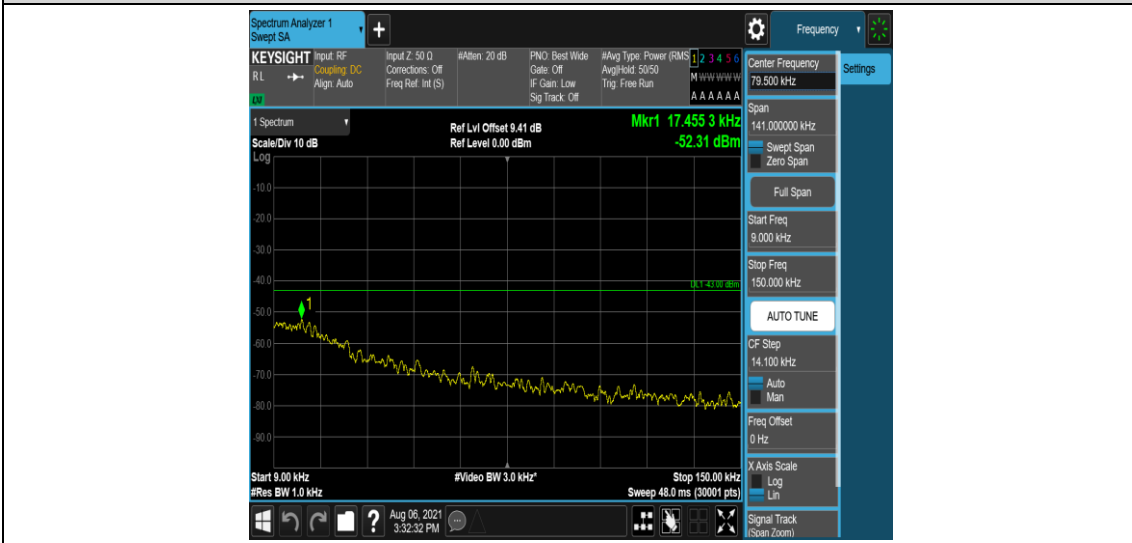 Spectrum Analyzer 1
Swept SA
+
Frequency
KEYSIGHT
RL
LXI
Input: RF
Coupling: DC
Align: Auto
Input Z: 50 Ω
Corrections: Off
Freq Ref: Int (S)
#Atten: 20 dB
PNO: Best Wide
Gate: Off
IF Gain: Low
Sig Track: Off
#Avg Type: Power (RMS
Avg|Hold: 50/50
Trig: Free Run
1 2 3 4 5 6
M W W W W W
A A A A A A
1 Spectrum
Scale/Div 10 dB
Ref Lvl Offset 9.41 dB
Ref Level 0.00 dBm
Mkr1 17.455 3 kHz
-52.31 dBm
Log
-10.0
-20.0
-30.0
-40.0
-50.0
-60.0
-70.0
-80.0
-90.0
DL1 -43.00 dBm
1
Start 9.00 kHz
#Res BW 1.0 kHz
#Video BW 3.0 kHz*
Stop 150.00 kHz
Sweep 48.0 ms (30001 pts)
Aug 06, 2021
3:32:32 PM
Center Frequency
79.500 kHz
Settings
Span
141.000000 kHz
Swept Span
Zero Span
Full Span
Start Freq
9.000 kHz
Stop Freq
150.000 kHz
AUTO TUNE
CF Step
14.100 kHz
Auto
Man
Freq Offset
0 Hz
X Axis Scale
Log
Lin
Signal Track
(Span Zoom)